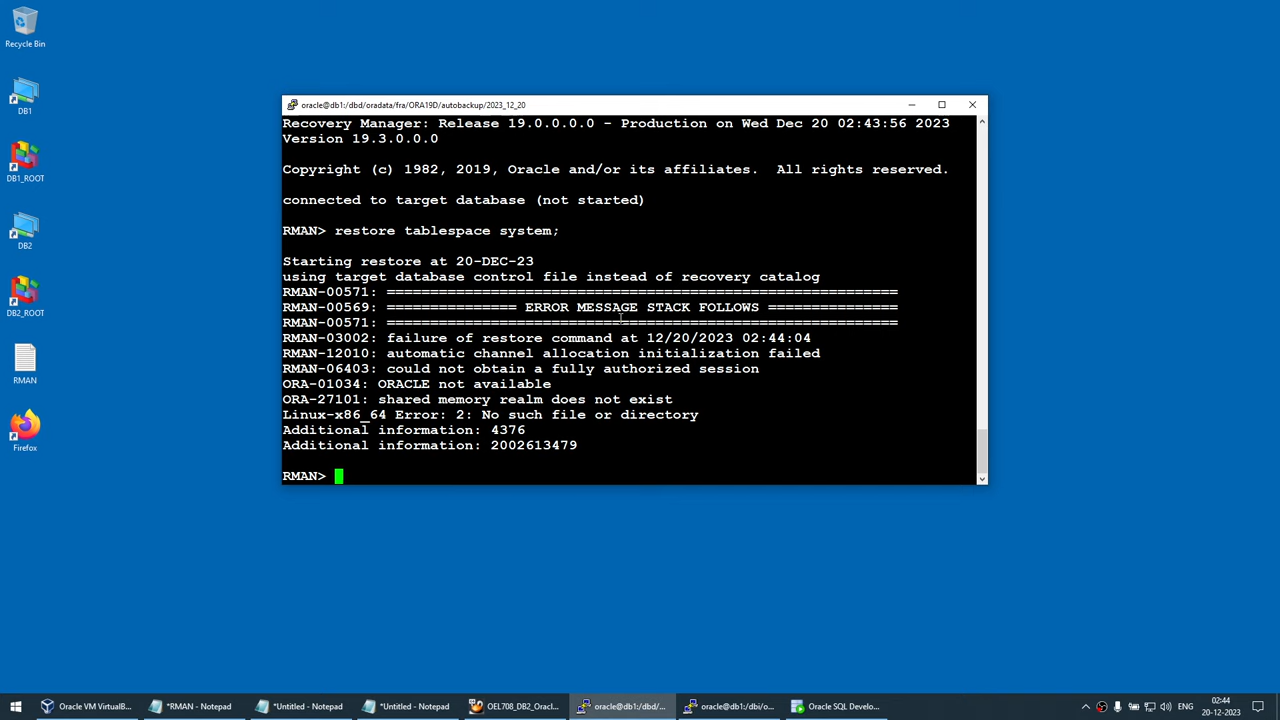 Recycle Bin
DB1
DB1_ROOT
DB2
DB2_ROOT
RMAN
Firefox
oracle@db1:/dbd/oradata/fra/ORA19D/autobackup/2023_12_20
Recovery Manager: Release 19.0.0.0.0 - Production on Wed Dec 20 02:43:56 2023
Version 19.3.0.0.0
Copyright (c) 1982, 2019, Oracle and/or its affiliates.  All rights reserved.
connected to target database (not started)
RMAN> restore tablespace system;
Starting restore at 20-DEC-23
using target database control file instead of recovery catalog
RMAN-00571: ===========================================================
RMAN-00569: =============== ERROR MESSAGE STACK FOLLOWS ===============
RMAN-00571: ===========================================================
RMAN-03002: failure of restore command at 12/20/2023 02:44:04
RMAN-12010: automatic channel allocation initialization failed
RMAN-06403: could not obtain a fully authorized session
ORA-01034: ORACLE not available
ORA-27101: shared memory realm does not exist
Linux-x86_64 Error: 2: No such file or directory
Additional information: 4376
Additional information: 2002613479
RMAN>
Oracle VM VirtualB...
*RMAN - Notepad
*Untitled - Notepad
*Untitled - Notepad
OEL708_DB2_Oracl...
oracle@db1:/dbd/...
oracle@db1:/dbi/o...
Oracle SQL Develo...
ENG
02:44
20-12-2023